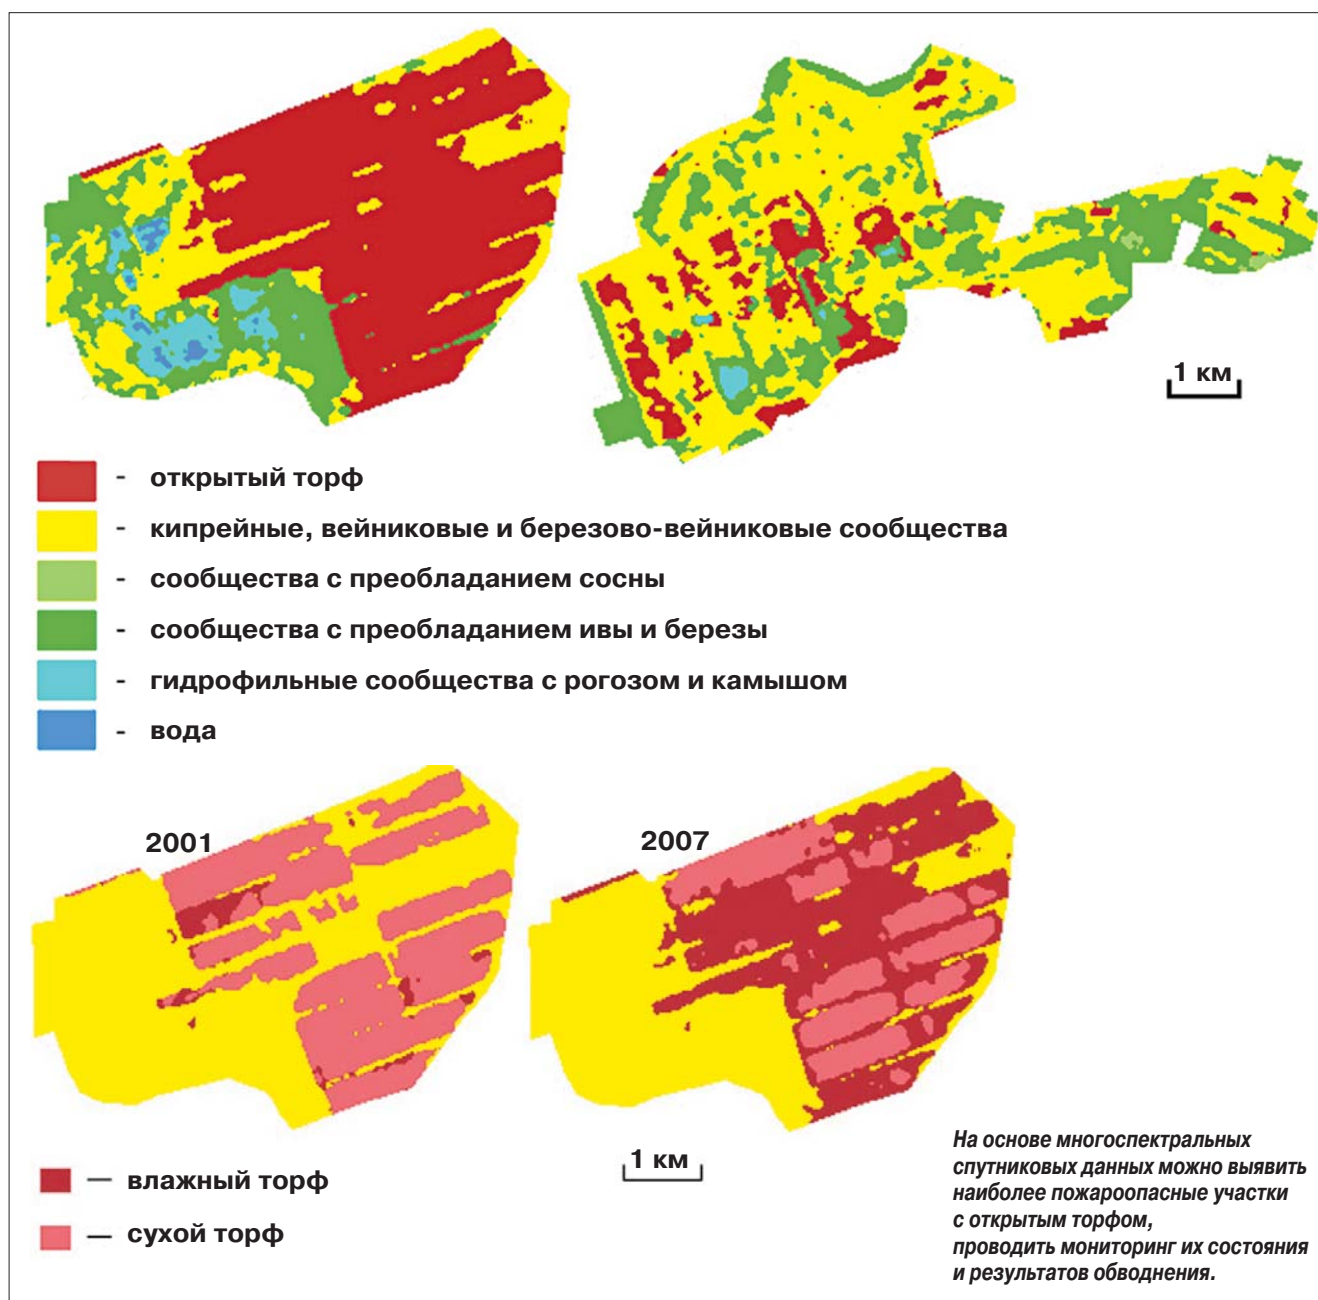 1 км
- открытый торф
- кипрейные, вейниковые и березово-вейниковые сообщества
- сообщества с преобладанием сосны
- сообщества с преобладанием ивы и березы
- гидрофильные сообщества с рогозом и камышом
- вода
2001
2007
1 км
— влажный торф
— сухой торф
На основе многоспектральных
спутниковых данных можно выявить
наиболее пожароопасные участки
с открытым торфом,
проводить мониторинг их состояния
и результатов обводнения.